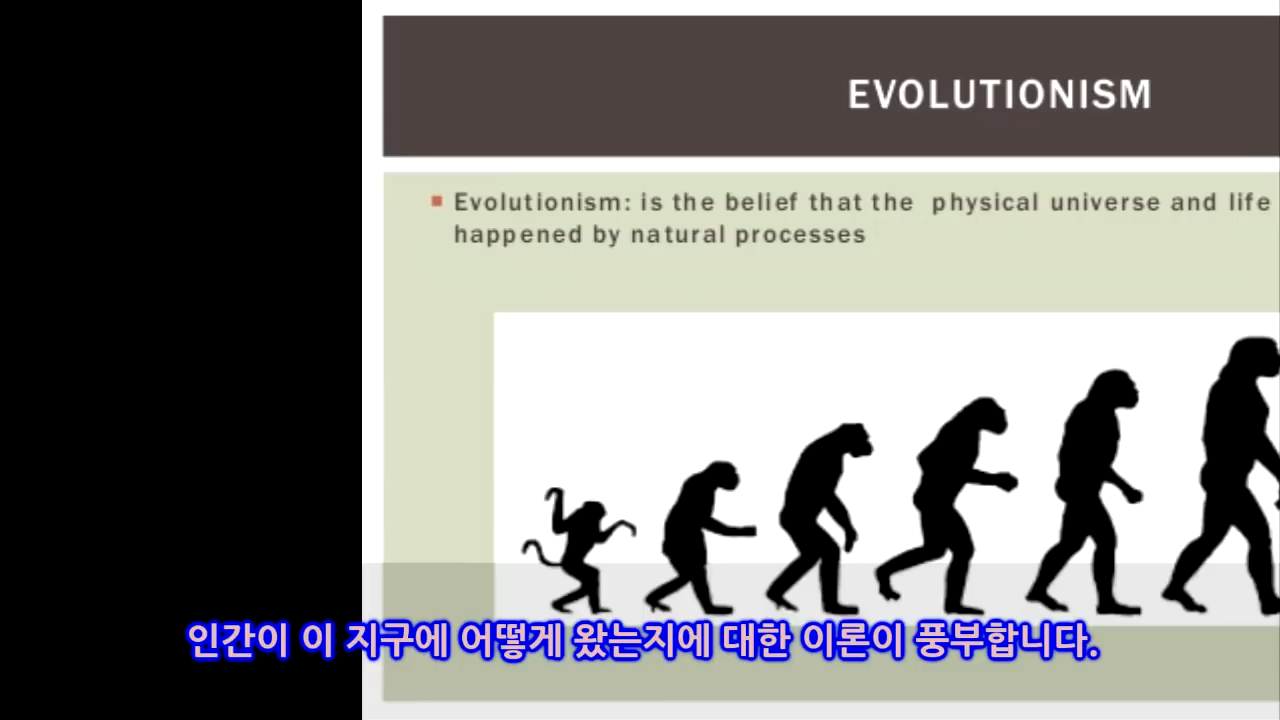 EVOLUTIONISM
Evolutionism: is the belief that the physical universe and life
happened by natural processes
인간이 이 지구에 어떻게 왔는지에 대한 이론이 풍부합니다.